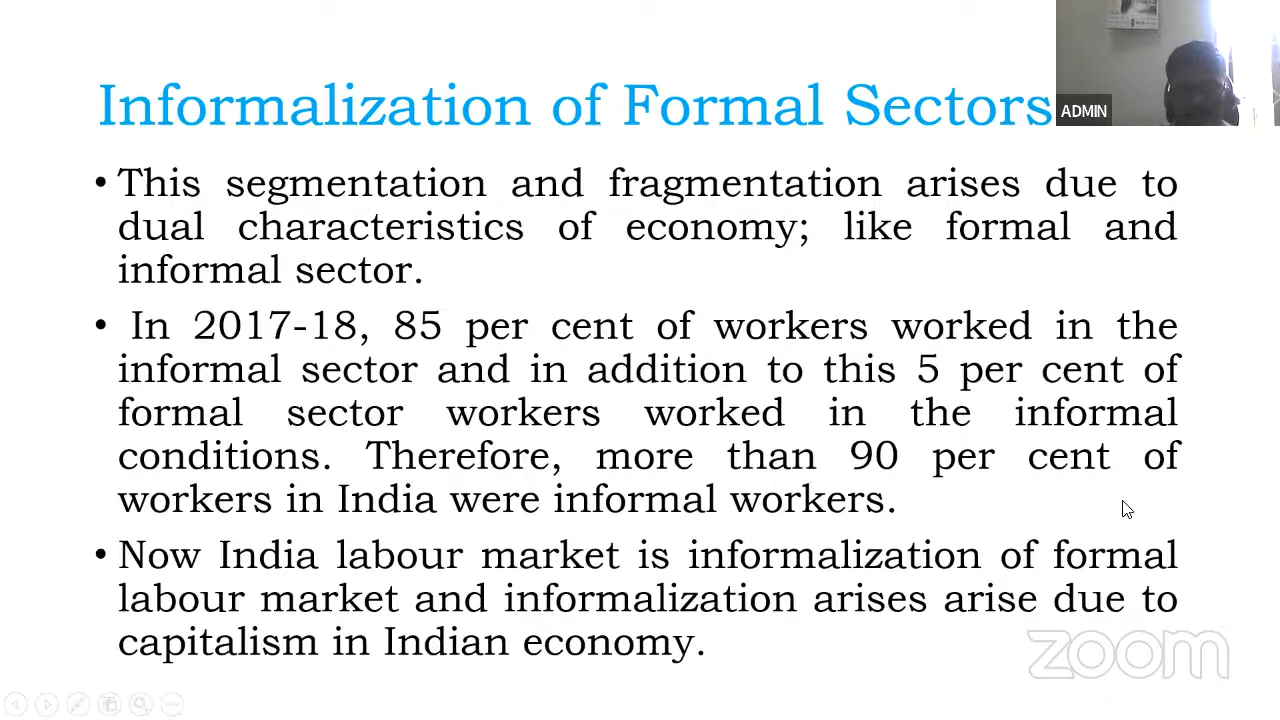 Informalization of Formal Sectors
ADMIN
• This segmentation and fragmentation arises due to
dual characteristics of economy; like formal and
informal sector.
• In 2017-18, 85 per cent of workers worked in the
informal sector and in addition to this 5 per cent of
formal sector workers worked in the informal
conditions. Therefore, more than 90 per cent of
workers in India were informal workers.
• Now India labour market is informalization of formal
labour market and informalization arises arise due to
capitalism in Indian economy.
zoom